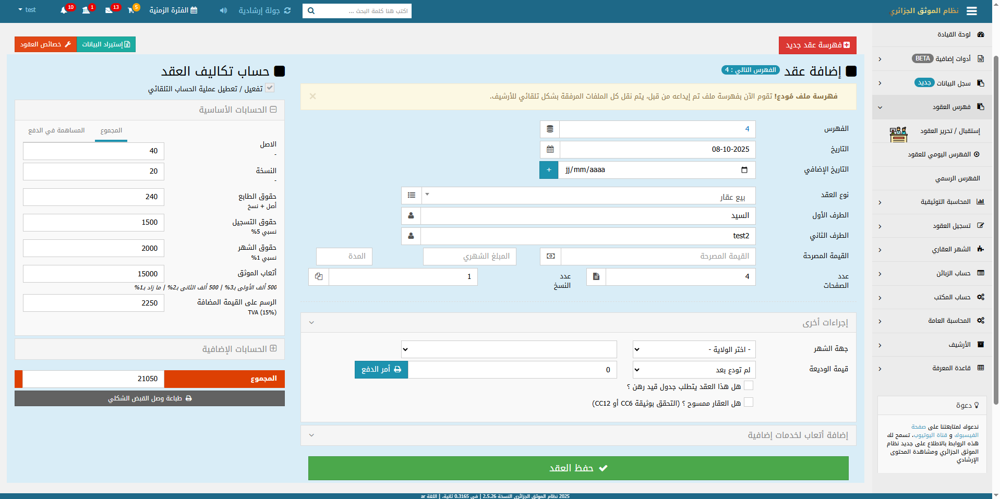 نظام الموثق الجزائري
اكتب هنا كلمة البحث ...
جولة إرشادية
الفترة الزمنية
5
13
1
10
test
لوحة القيادة
أدوات إضافية BETA
سجل البيانات جديد
فهرس العقود
إستقبال / تحرير العقود
الفهرس اليومي للعقود
الفهرس الرسمي
المحاسبة التوثيقية
تسجيل العقود
الشهر العقاري
حساب الزبائن
حساب المكتب
المحاسبة العامة
الأرشيف
قاعدة المعرفة
دعوة
ندعوك لمتابعتنا على صفحة
الفيسبوك و قناة اليوتيوب. تسمح لك
هذه الروابط بالاطلاع على جديد نظام
الموثق الجزائري ومشاهدة المحتوى
الإرشادي
فهرسة عقد جديد
إستيراد البيانات
خصائص العقود
إضافة عقد الفهرس التالي : 4
فهرسة ملف مُودع! تقوم الآن بفهرسة ملف تم إيداعه من قبل، يتم نقل كل الملفات المرفقة بشكل تلقائي للأرشيف.
×
الفهرس
4
التاريخ
08-10-2025
التاريخ الإضافي
jj/mm/aaaa
+
نوع العقد
بيع عقار
الطرف الأول
السيد
الطرف الثاني
test2
القيمة المصرحة
القيمة المصرحة
المبلغ الشهري
المدة
عدد
الصفحات
4
عدد
النسخ
1
إجراءات أخرى
جهة الشهر
- اختر الولاية -
قيمة الوديعة
لم تودع بعد
0
أمر الدفع
هل هذا العقد يتطلب جدول قيد رهن ؟
هل العقار ممسوح ؟ (التحقق بوثيقة CC6 أو CC12)
إضافة أتعاب لخدمات إضافية
حفظ العقد
حساب تكاليف العقد
تفعيل / تعطيل عملية الحساب التلقائي
الحسابات الأساسية
المجموع
المساهمة في الدفع
الاصل
-
40
النسخة
-
20
حقوق الطابع
أصل + نسخ
240
حقوق التسجيل
نسبي 5%
1500
حقوق الشهر
نسبي 1%
2000
أتعاب الموثق
15000
500 ألف الأولى بـ3% | 500 ألف الثاني بـ2% | ما زاد بـ1%
الرسم على القيمة المضافة
TVA (15%)
2250
الحسابات الإضافية
المجموع
21050
طباعة وصل القبض الشكلي
2025 نظام الموثق الجزائري النسخة 2.5.26 | في 0.3165 ثانية. | اللغة ar